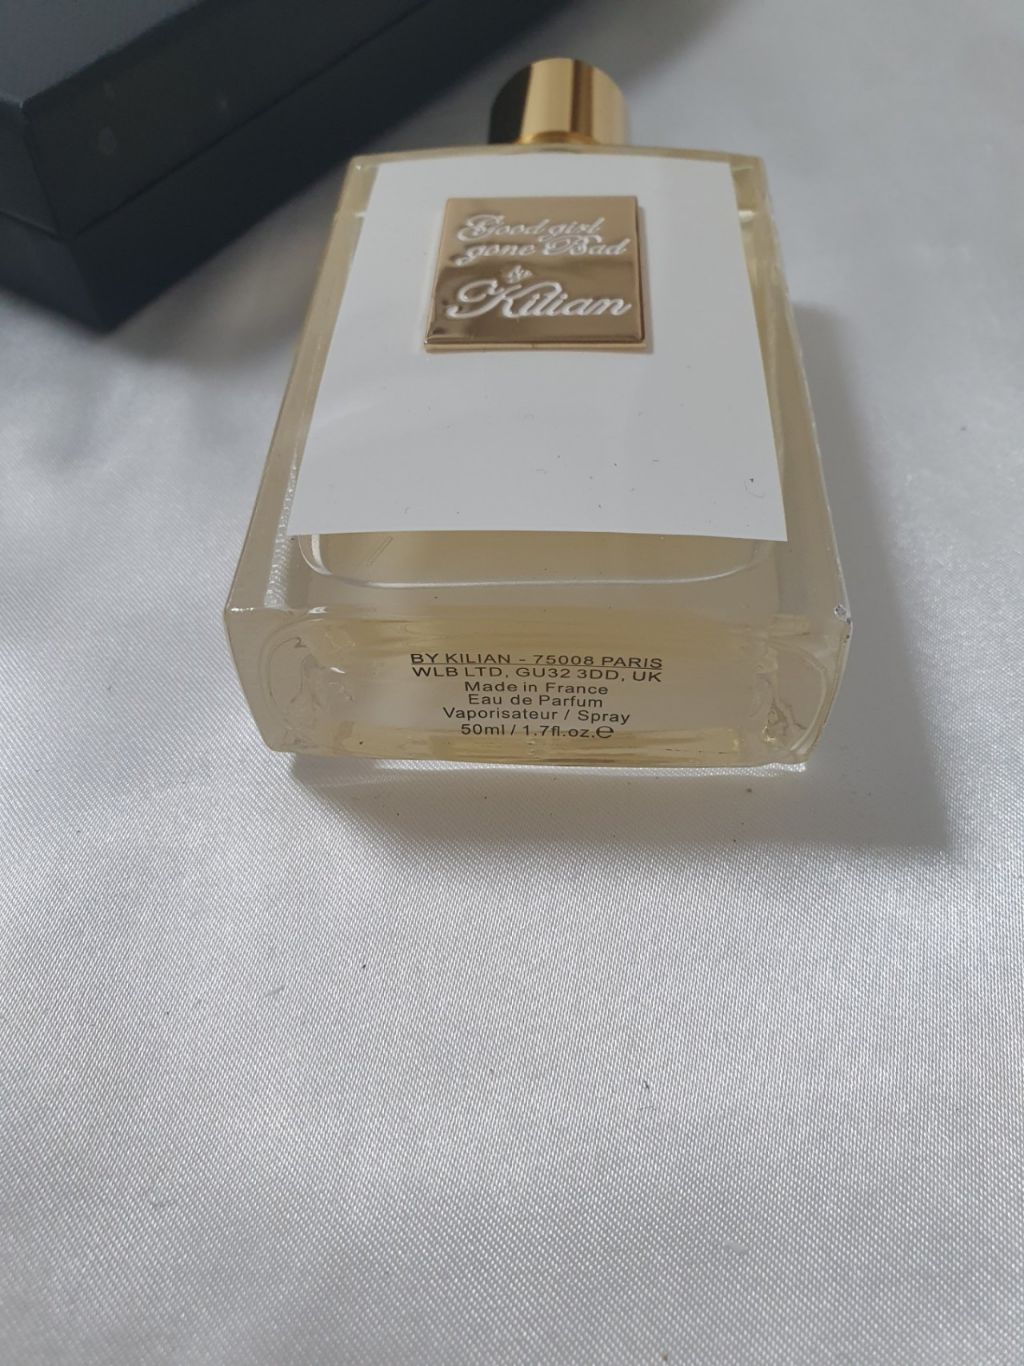 Good girl
gone Bad
by
Kilian
BY KILIAN - 75008 PARIS
WLB LTD, GU32 3DD, UK
Made in France
Eau de Parfum
Vaporisateur / Spray
50ml / 1.7fl.oz.℮